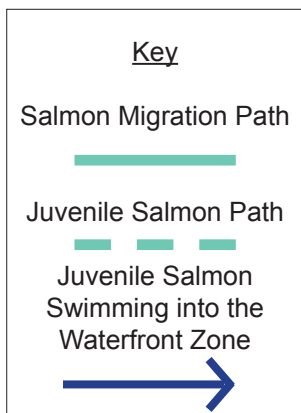 Key
Salmon Migration Path
Juvenile Salmon Path
Juvenile Salmon
Swimming into the
Waterfront Zone